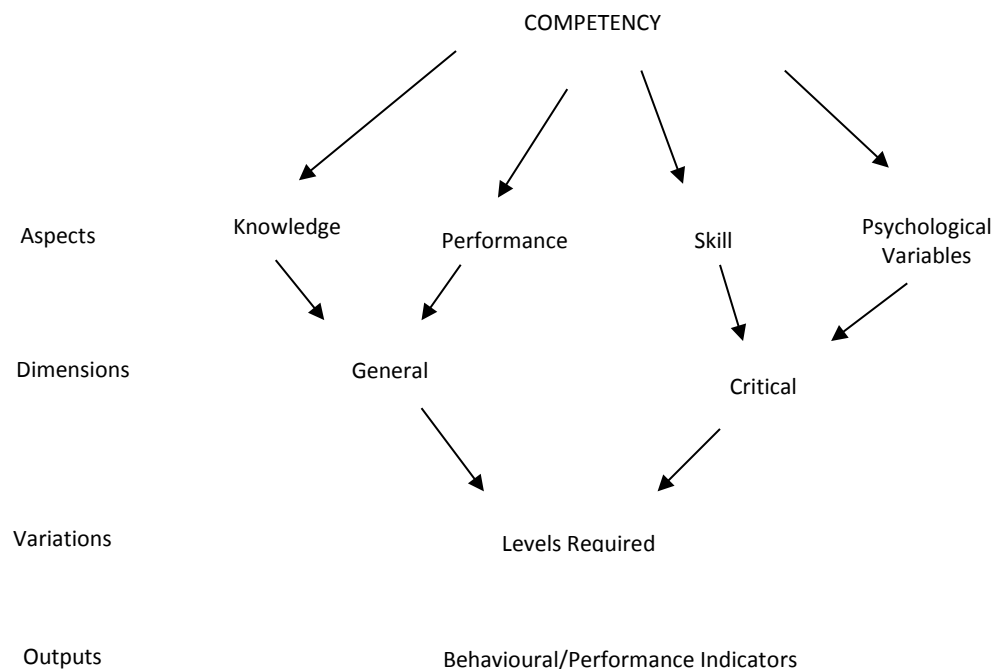 COMPETENCY
Aspects
Knowledge
Performance
Skill
Psychological
Variables
Dimensions
General
Critical
Variations
Levels Required
Outputs
Behavioural/Performance Indicators